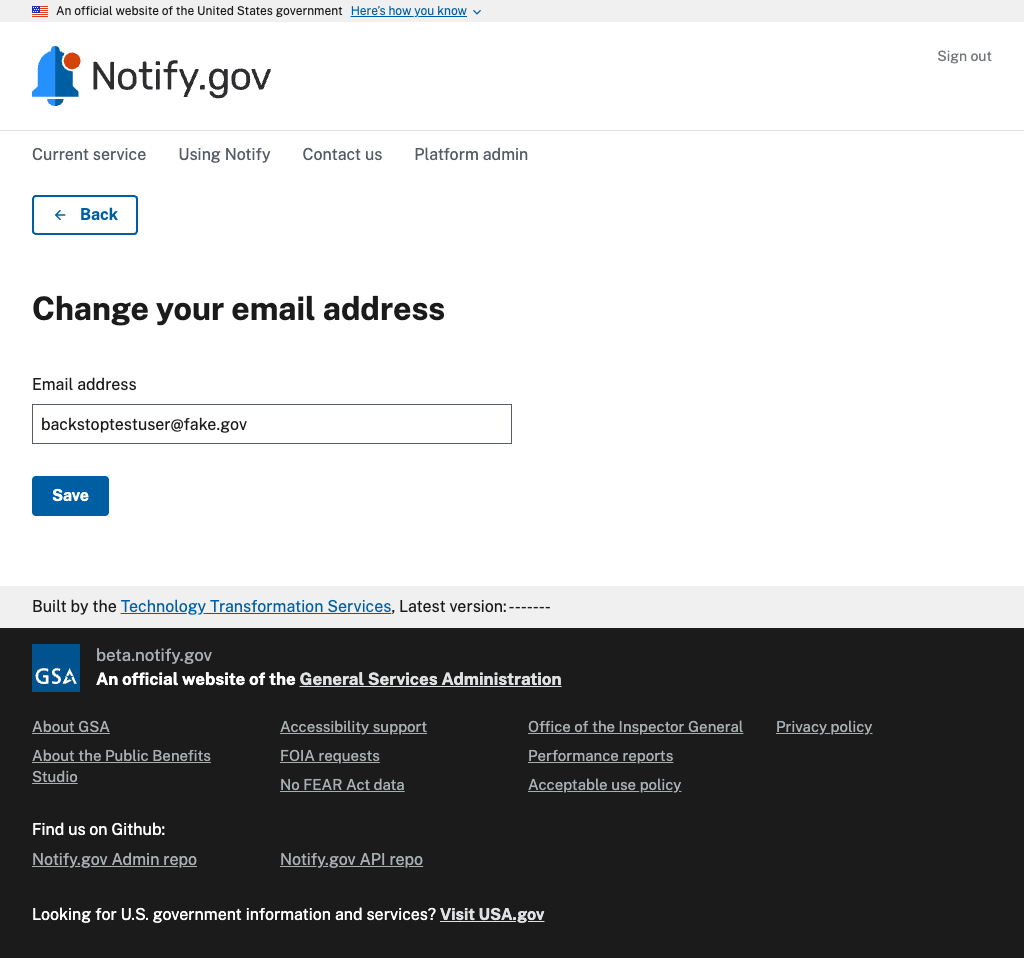 An official website of the United States government Here's how you know
Notify.gov
Sign out
Current service Using Notify Contact us Platform admin
Back
Change your email address
Email address
backstoptestuser@fake.gov
Save
Built by the Technology Transformation Services, Latest version:-------
GSA
beta.notify.gov
An official website of the General Services Administration
About GSA Accessibility support Office of the Inspector General Privacy policy
About the Public Benefits Studio FOIA requests Performance reports
No FEAR Act data Acceptable use policy
Find us on Github:
Notify.gov Admin repo Notify.gov API repo
Looking for U.S. government information and services? Visit USA.gov